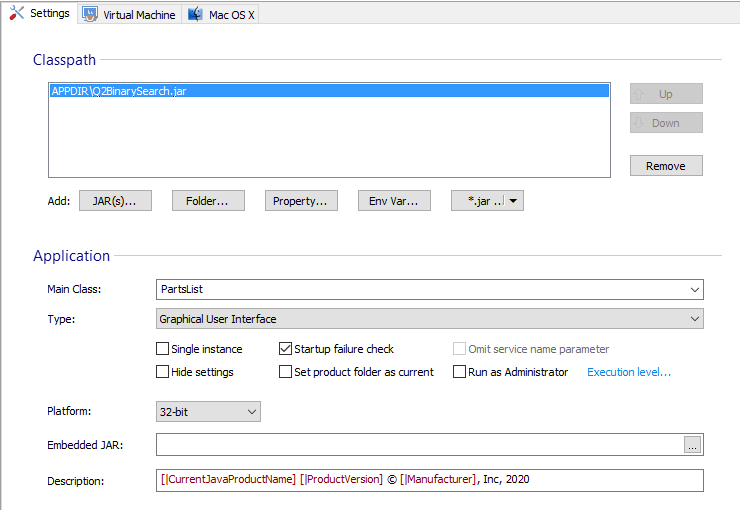 Settings Virtual Machine Mac OS X
Classpath
APPDIR\Q2BinarySearch.jar
Up
Down
Remove
Add: JAR(s)... Folder... Property... Env Var... *.jar ...
Application
Main Class: PartsList
Type: Graphical User Interface
Single instance Startup failure check Omit service name parameter
Hide settings Set product folder as current Run as Administrator Execution level...
Platform: 32-bit
Embedded JAR: ...
Description: [|CurrentJavaProductName] [|ProductVersion] © [|Manufacturer], Inc, 2020